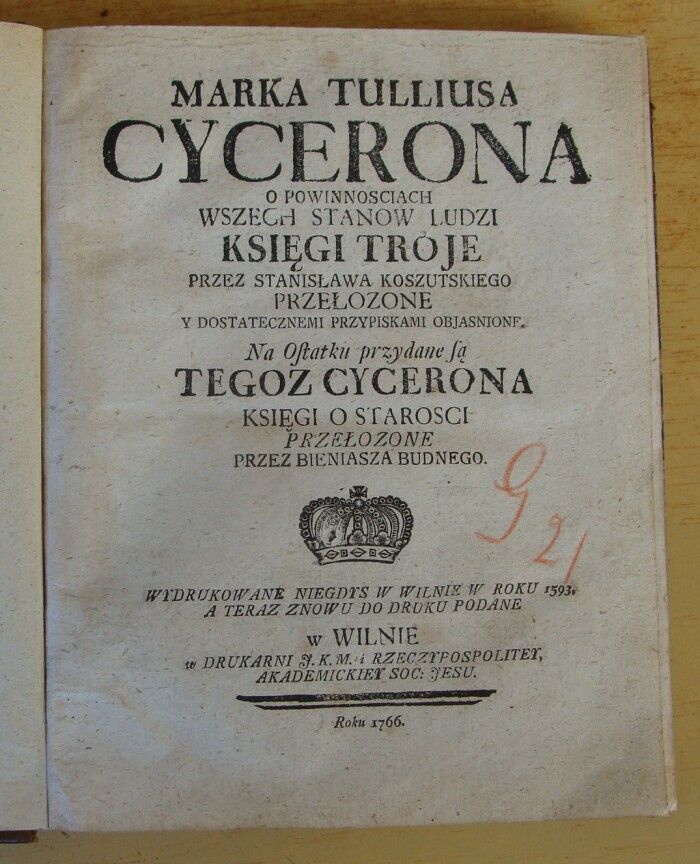 MARKA TULLIUSA
CYCERONA
O POWINNOSCIACH
WSZECH STANOW LUDZI
KSIĘGI TROJE
PRZEZ STANISŁAWA KOSZUTSKIEGO
PRZEŁOZONE
Y DOSTATECZNEMI PRZYPISKAMI OBJASNIONE.
Na Oſtatku przydane ſą
TEGOZ CYCERONA
KSIĘGI O STAROSCI
PRZEŁOZONE
PRZEZ BIENIASZA BUDNEGO.
G 21
WYDRUKOWANE NIEGDYS W WILNIE W ROKU 1593.
A TERAZ ZNOWU DO DRUKU PODANE
w WILNIE
w DRUKARNI J. K. M. i RZECZYPOSPOLITEY,
AKADEMICKIEY SOC: JESU.
Roku 1766.